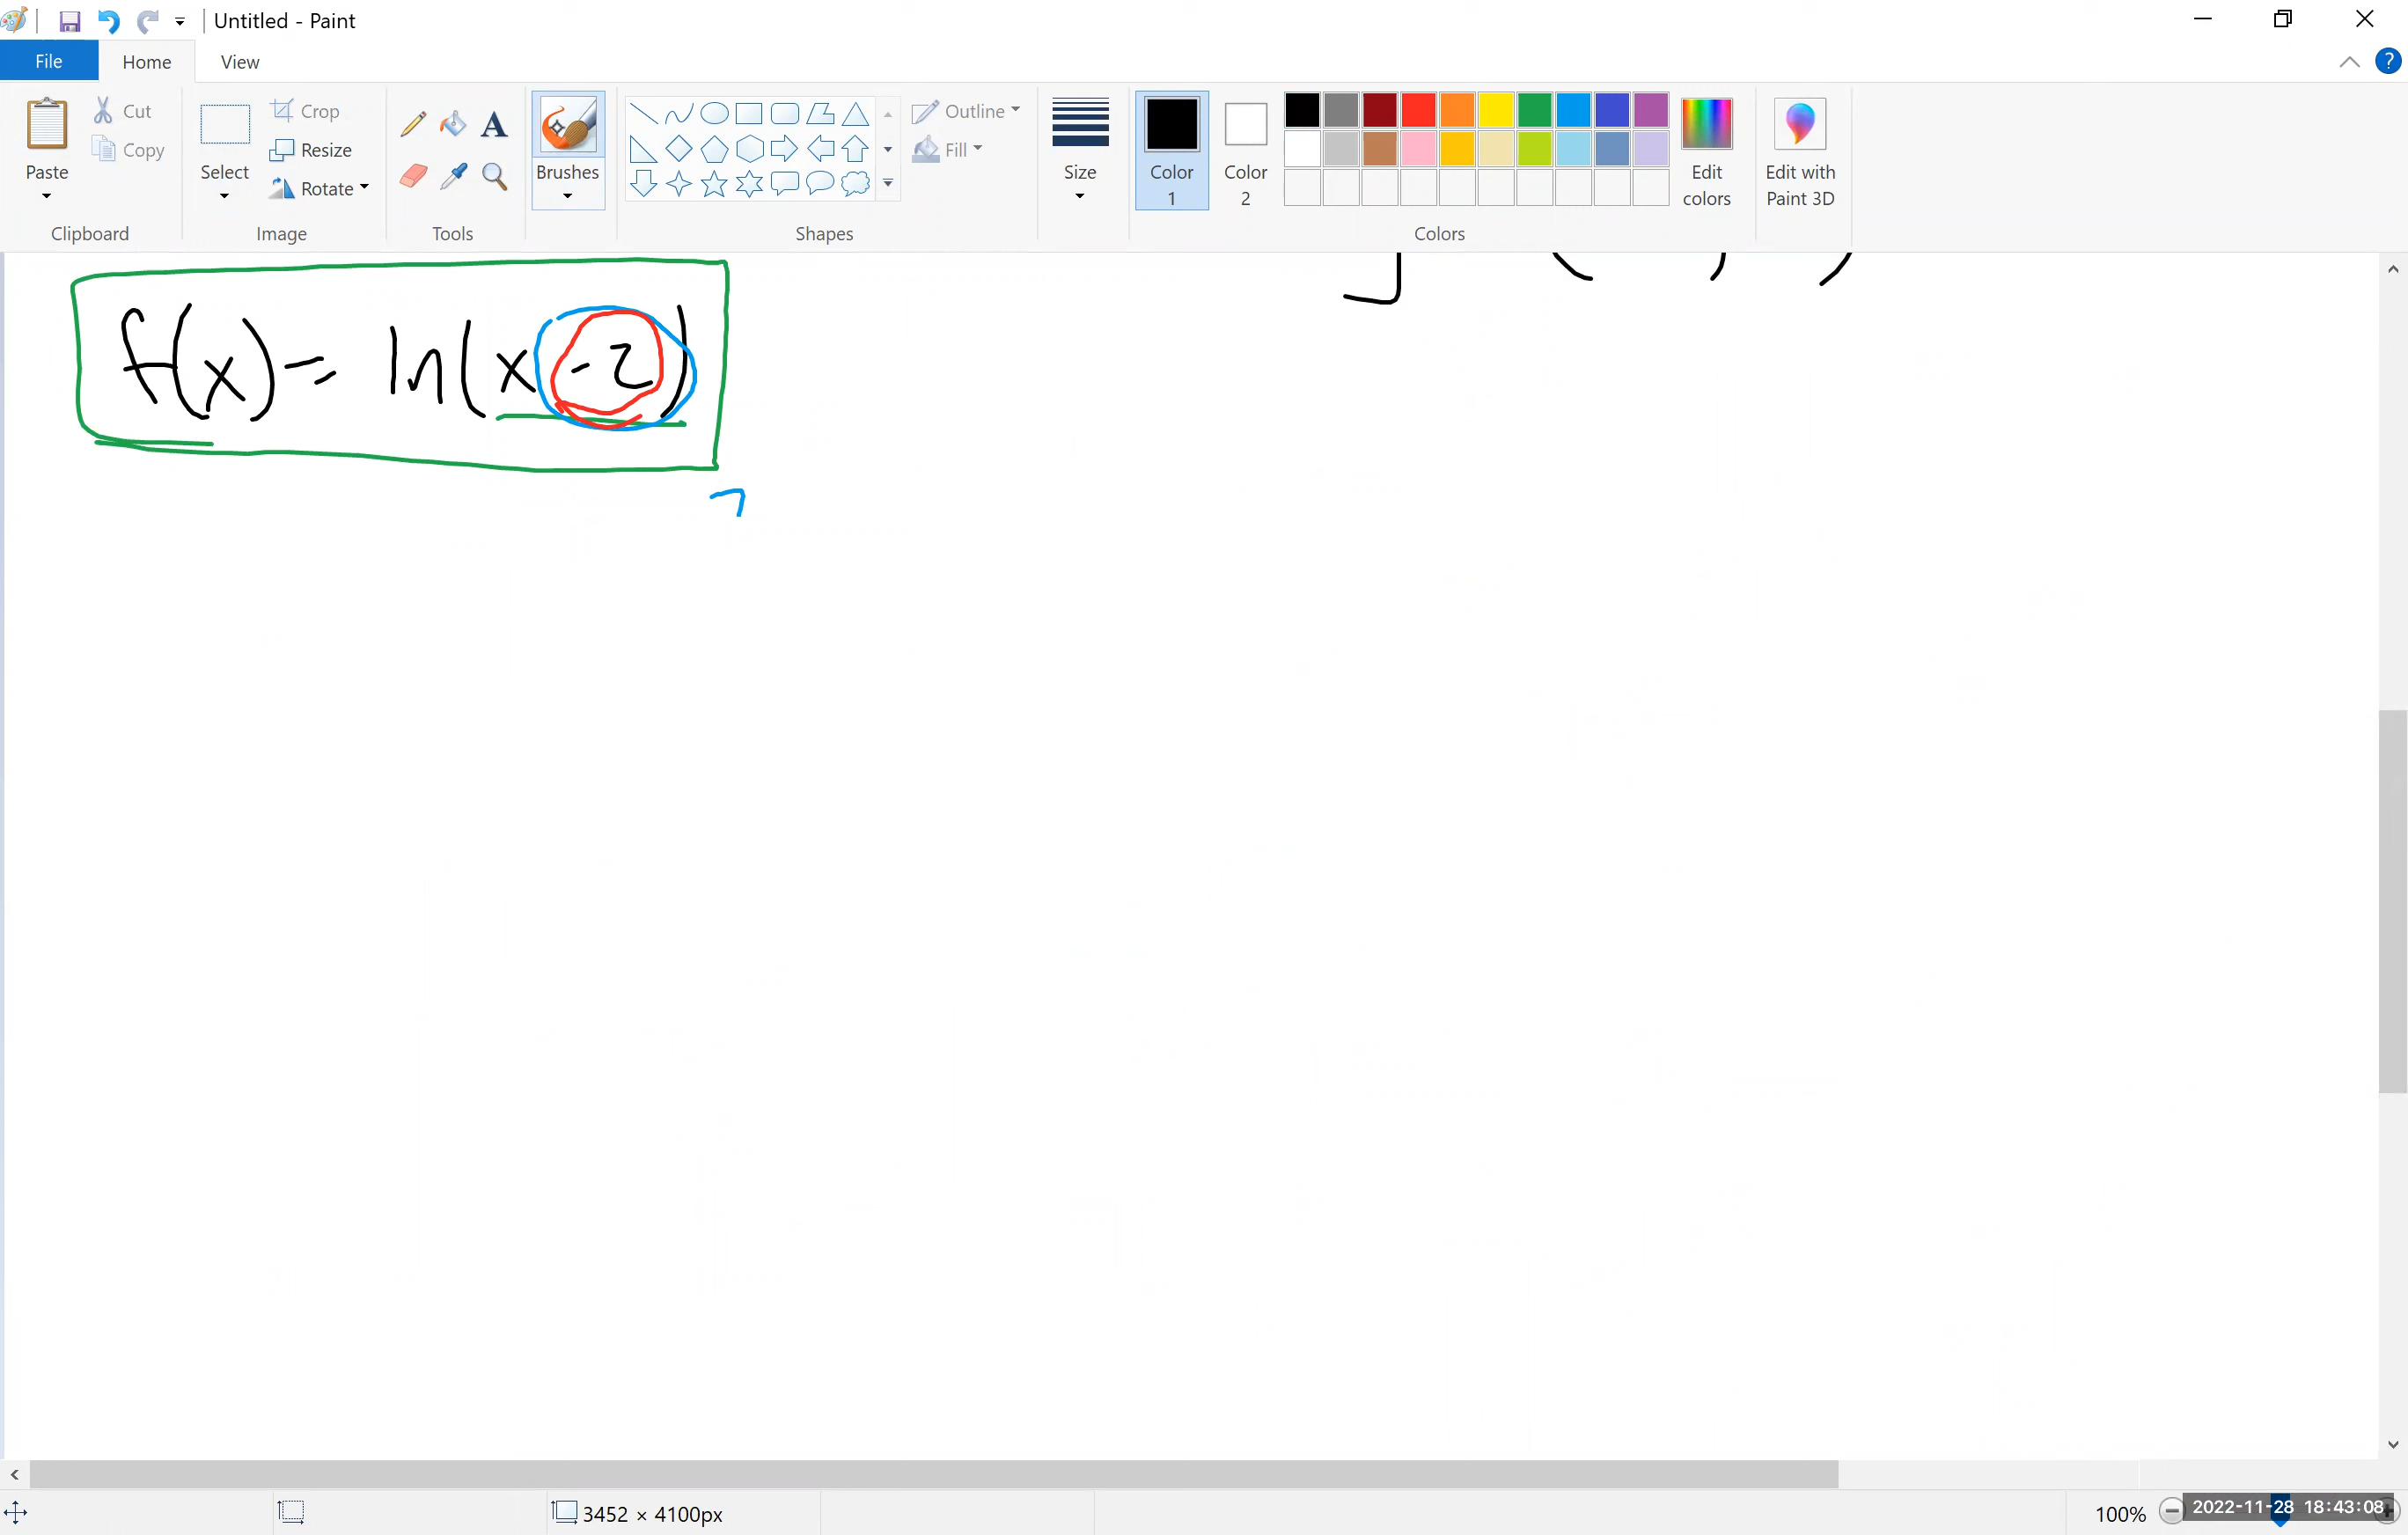 Untitled - Paint
File Home View
Paste
Cut
Copy
Clipboard
Select
Crop
Resize
Rotate
Image
A
Tools
Brushes
Shapes
Outline
Fill
Size
Color 1
Color 2
Colors
Edit colors
Edit with Paint 3D
f(x) = ln(x-2)
3452 × 4100px
100%
2022-11-28 18:43:08